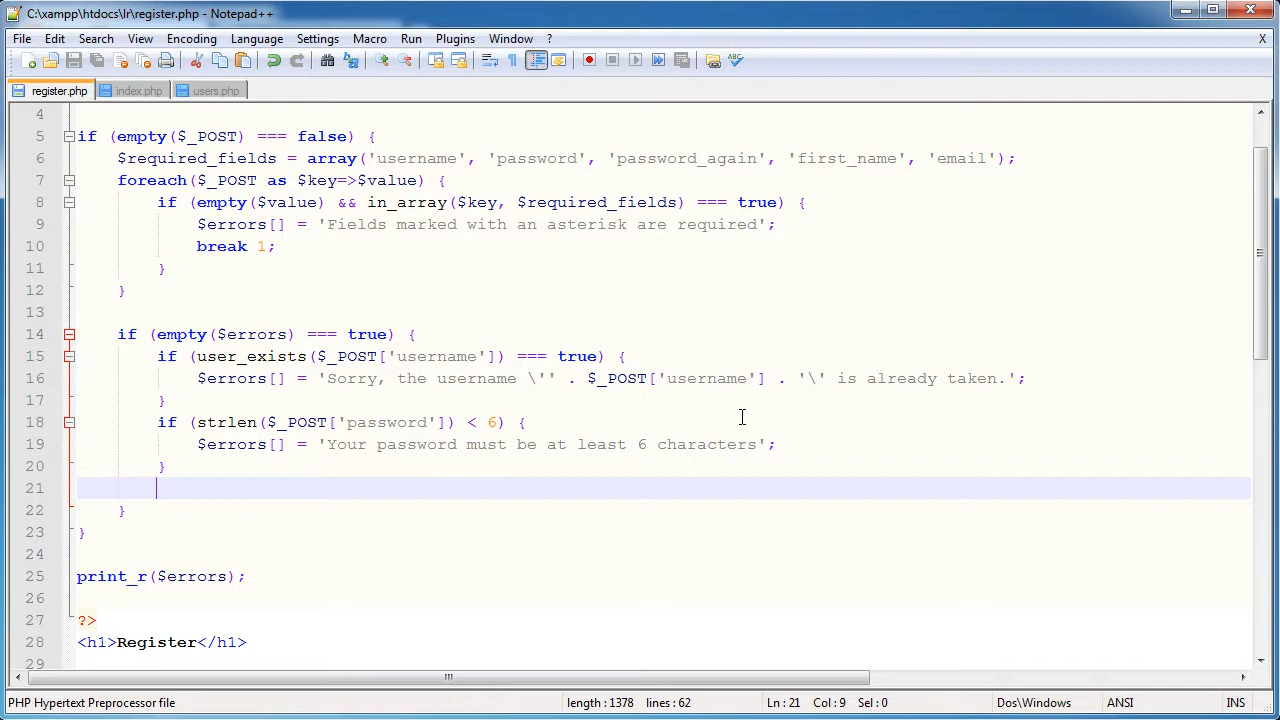 C:\xampp\htdocs\lr\register.php - Notepad++
File Edit Search View Encoding Language Settings Macro Run Plugins Window ? X
register.php index.php users.php
4
5 if (empty($_POST) === false) {
6 $required_fields = array('username', 'password', 'password_again', 'first_name', 'email');
7 foreach($_POST as $key=>$value) {
8 if (empty($value) && in_array($key, $required_fields) === true) {
9 $errors[] = 'Fields marked with an asterisk are required';
10 break 1;
11 }
12 }
13
14 if (empty($errors) === true) {
15 if (user_exists($_POST['username']) === true) {
16 $errors[] = 'Sorry, the username \'' . $_POST['username'] . '\' is already taken.';
17 }
18 if (strlen($_POST['password']) < 6) {
19 $errors[] = 'Your password must be at least 6 characters';
20 }
21
22 }
23 }
24
25 print_r($errors);
26
27 ?>
28 <h1>Register</h1>
29
PHP Hypertext Preprocessor file length : 1378 lines : 62 Ln : 21 Col : 9 Sel : 0 Dos\Windows ANSI INS